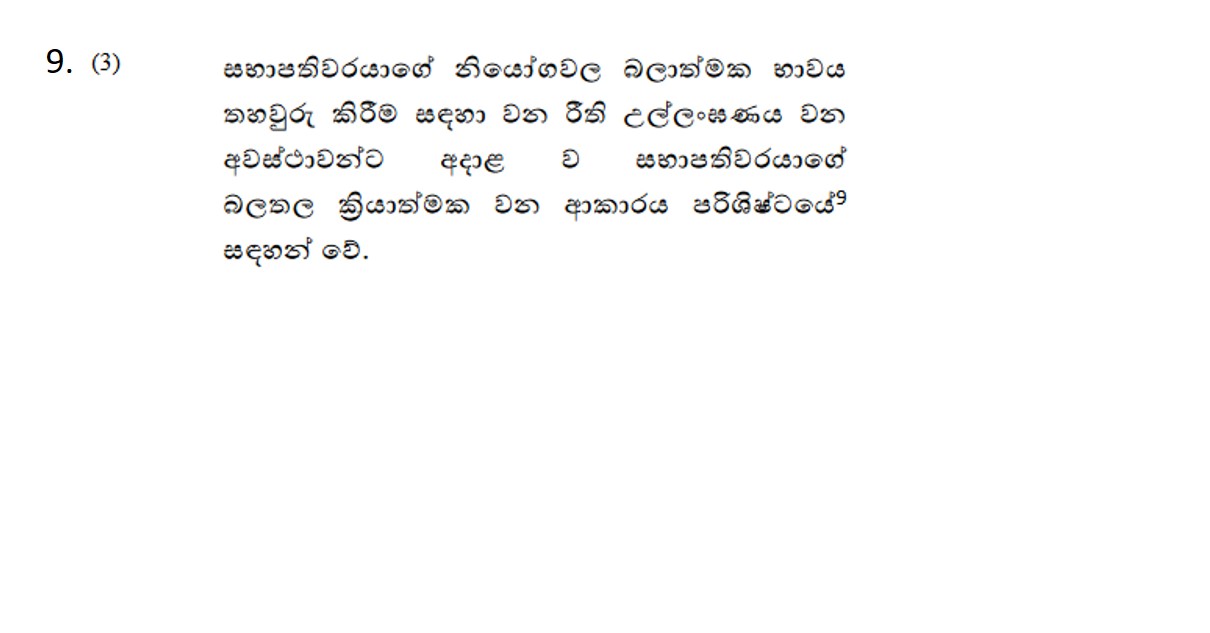 9. (3) සභාපතිවරයාගේ නියෝගවල බලාත්මක භාවය
තහවුරු කිරීම සඳහා වන රීති උල්ලංඝණය වන
අවස්ථාවන්ට අදාළ ව සභාපතිවරයාගේ
බලතල ක්‍රියාත්මක වන ආකාරය පරිශිෂ්ටයේ⁹
සඳහන් වේ.